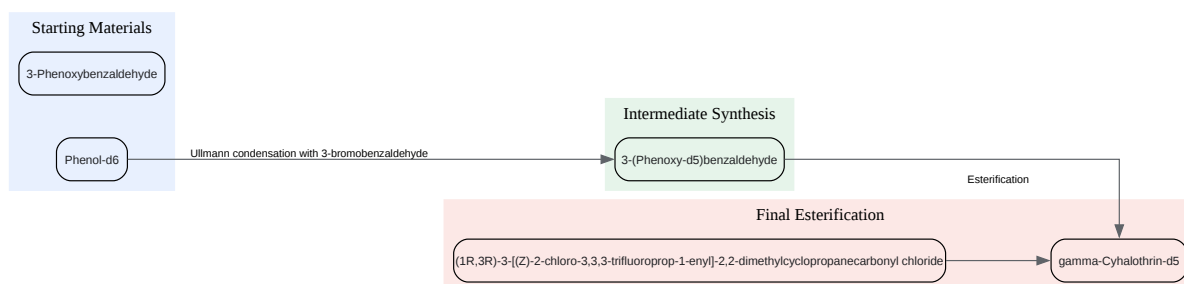 Starting Materials
3-Phenoxybenzaldehyde
Phenol-d6
Ullmann condensation with 3-bromobenzaldehyde
Intermediate Synthesis
3-(Phenoxy-d5)benzaldehyde
Esterification
Final Esterification
(1R,3R)-3-[(Z)-2-chloro-3,3,3-trifluoroprop-1-enyl]-2,2-dimethylcyclopropanecarbonyl chloride
gamma-Cyhalothrin-d5